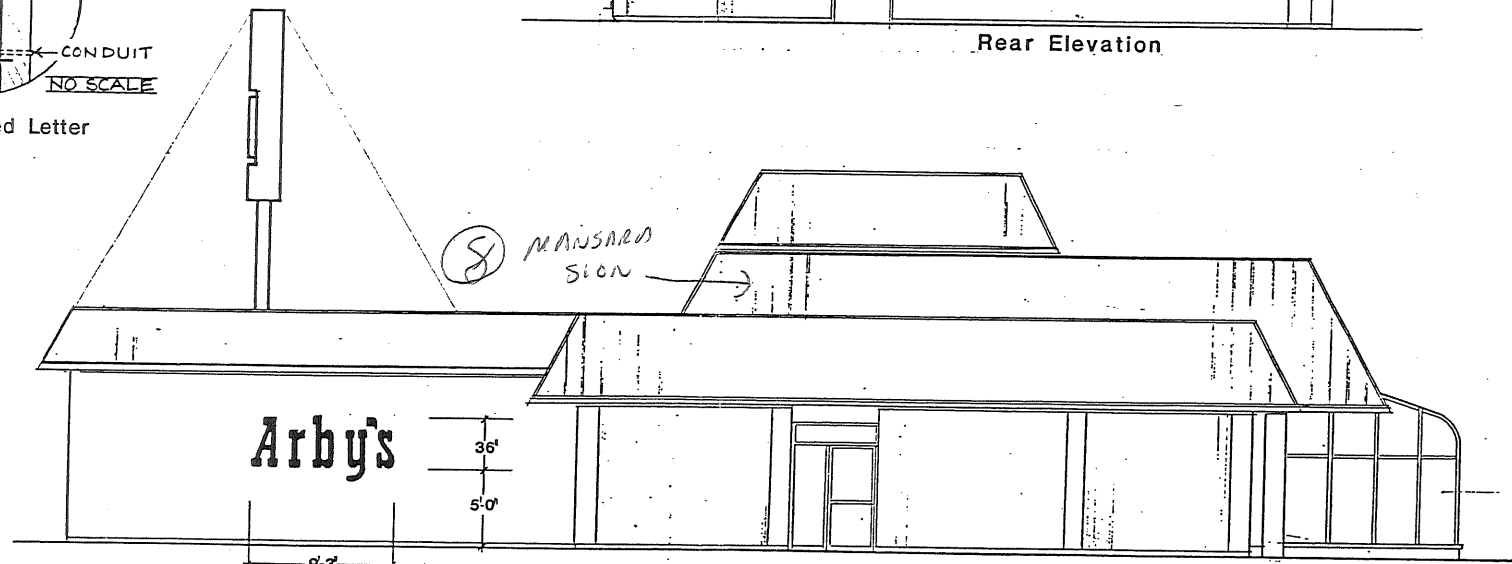 CONDUIT
NO SCALE
ed Letter
Rear Elevation
8
MANSARD
SIGN
Arby's
36"
5'-0"